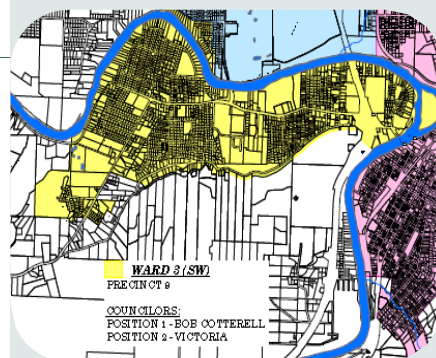 WARD 3 (SW)
PRECINCT 9
COUNCILORS:
POSITION 1 - BOB COTTERELL
POSITION 2 - VICTORIA